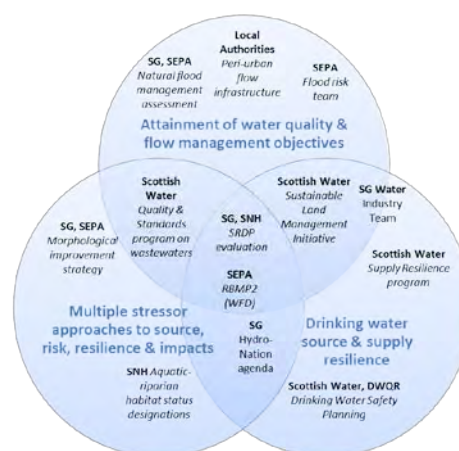 Local
Authorities
Peri-urban
flow
infrastructure
SG, SEPA
Natural flood
management
assessment
SEPA
Flood risk
team
Attainment of water quality &
flow management objectives
Scottish
Water
Quality &
Standards
program on
wastewaters
Scottish Water
Sustainable
Land
Management
Initiative
SG Water
Industry
Team
SG, SNH
SRDP
evaluation
SG, SEPA
Morphological
improvement
strategy
Scottish Water
Supply Resilience
program
SEPA
RBMP2
(WFD)
Multiple stressor
approaches to source,
risk, resilience & impacts
SG
Hydro-
Nation
agenda
Drinking water
source & supply
resilience
SNH Aquatic-
riparian
habitat status
designations
Scottish Water, DWQR
Drinking Water Safety
Planning